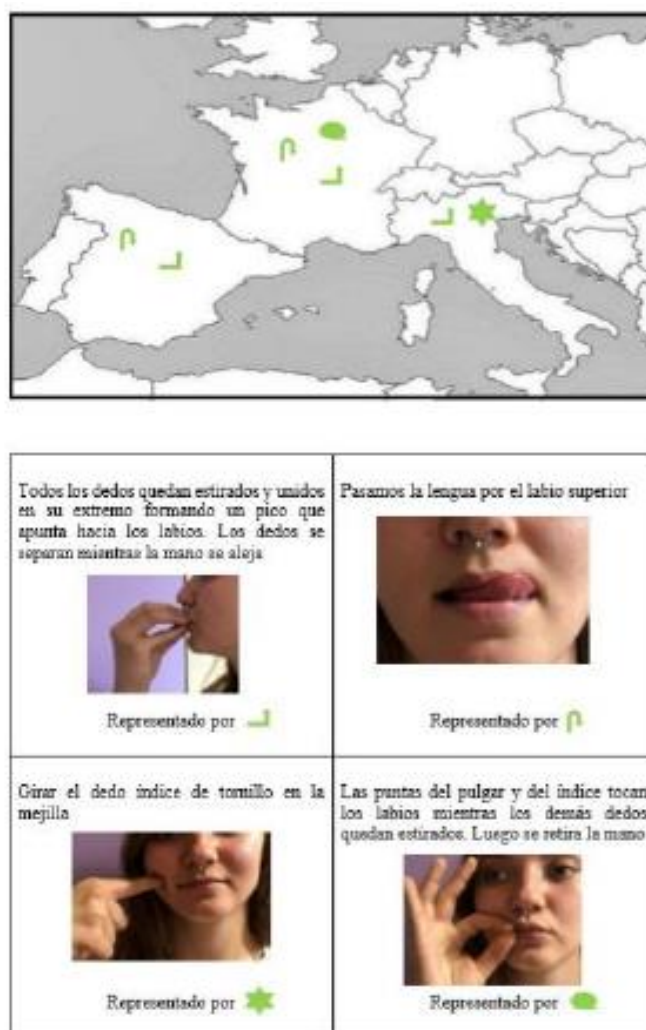 Todos los dedos quedan estirados y unidos
en su extremo formando un pico que
apunta hacia los labios. Los dedos se
separan mientras la mano se aleja
Representado por
Pasamos la lengua por el labio superior
Representado por
Girar el dedo índice de tornillo en la
mejilla
Representado por
Las puntas del pulgar y del índice tocan
los labios mientras los demás dedos
quedan estirados. Luego se retira la mano
Representado por